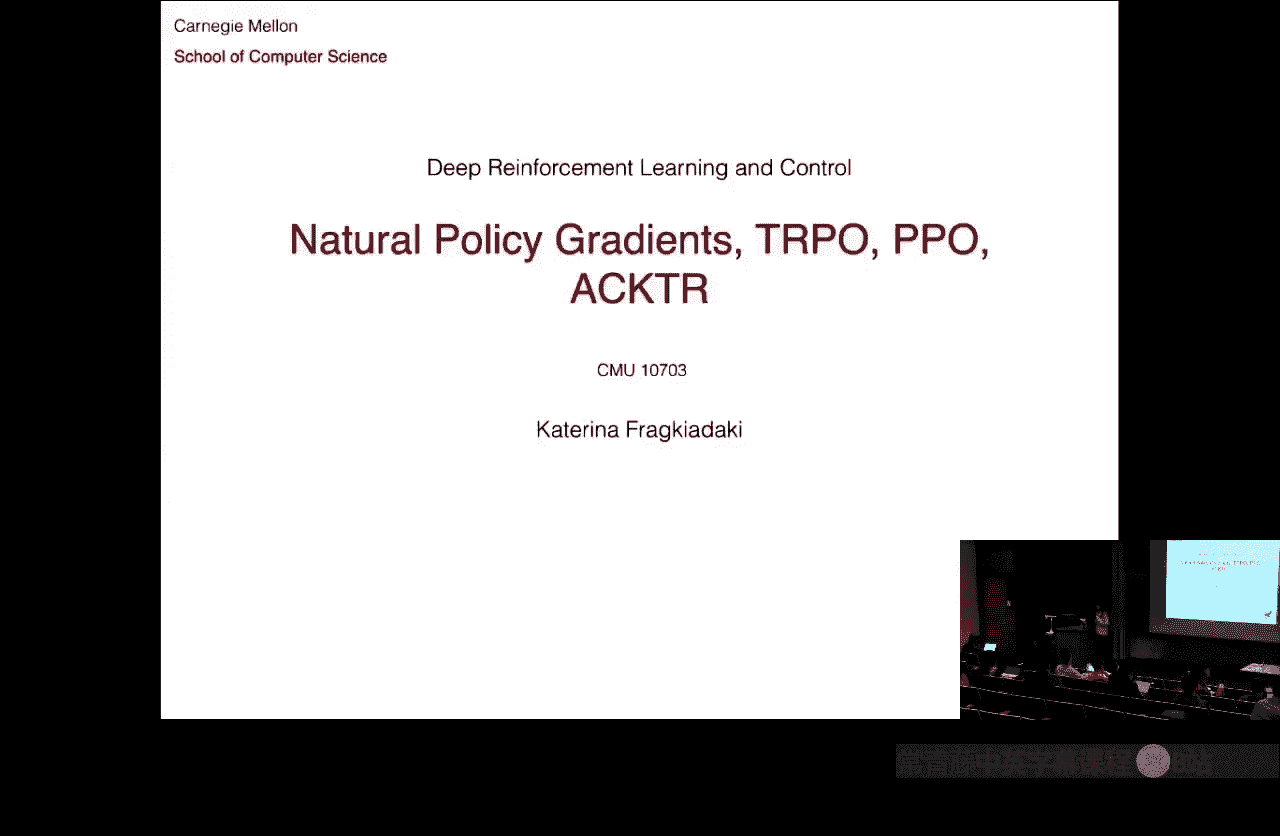 Carnegie Mellon
School of Computer Science
Deep Reinforcement Learning and Control
Natural Policy Gradients, TRPO, PPO,
ACKTR
CMU 10703
Katerina Fragkiadaki